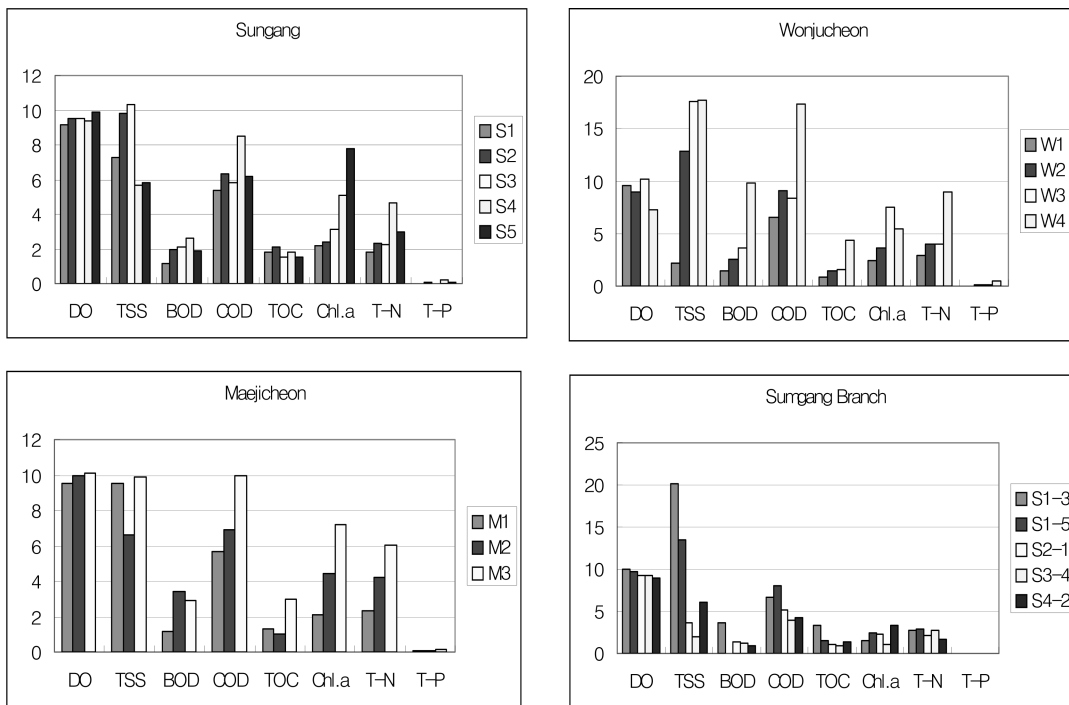 Sungang
12
10
8
6
4
2
0
DO TSS BOD COD TOC Chl.a T-N T-P
S1
S2
S3
S4
S5
Wonjucheon
20
15
10
5
0
DO TSS BOD COD TOC Chl.a T-N T-P
W1
W2
W3
W4
Maejicheon
12
10
8
6
4
2
0
DO TSS BOD COD TOC Chl.a T-N T-P
M1
M2
M3
Sumgang Branch
25
20
15
10
5
0
DO TSS BOD COD TOC Chl.a T-N T-P
S1-3
S1-5
S2-1
S3-4
S4-2